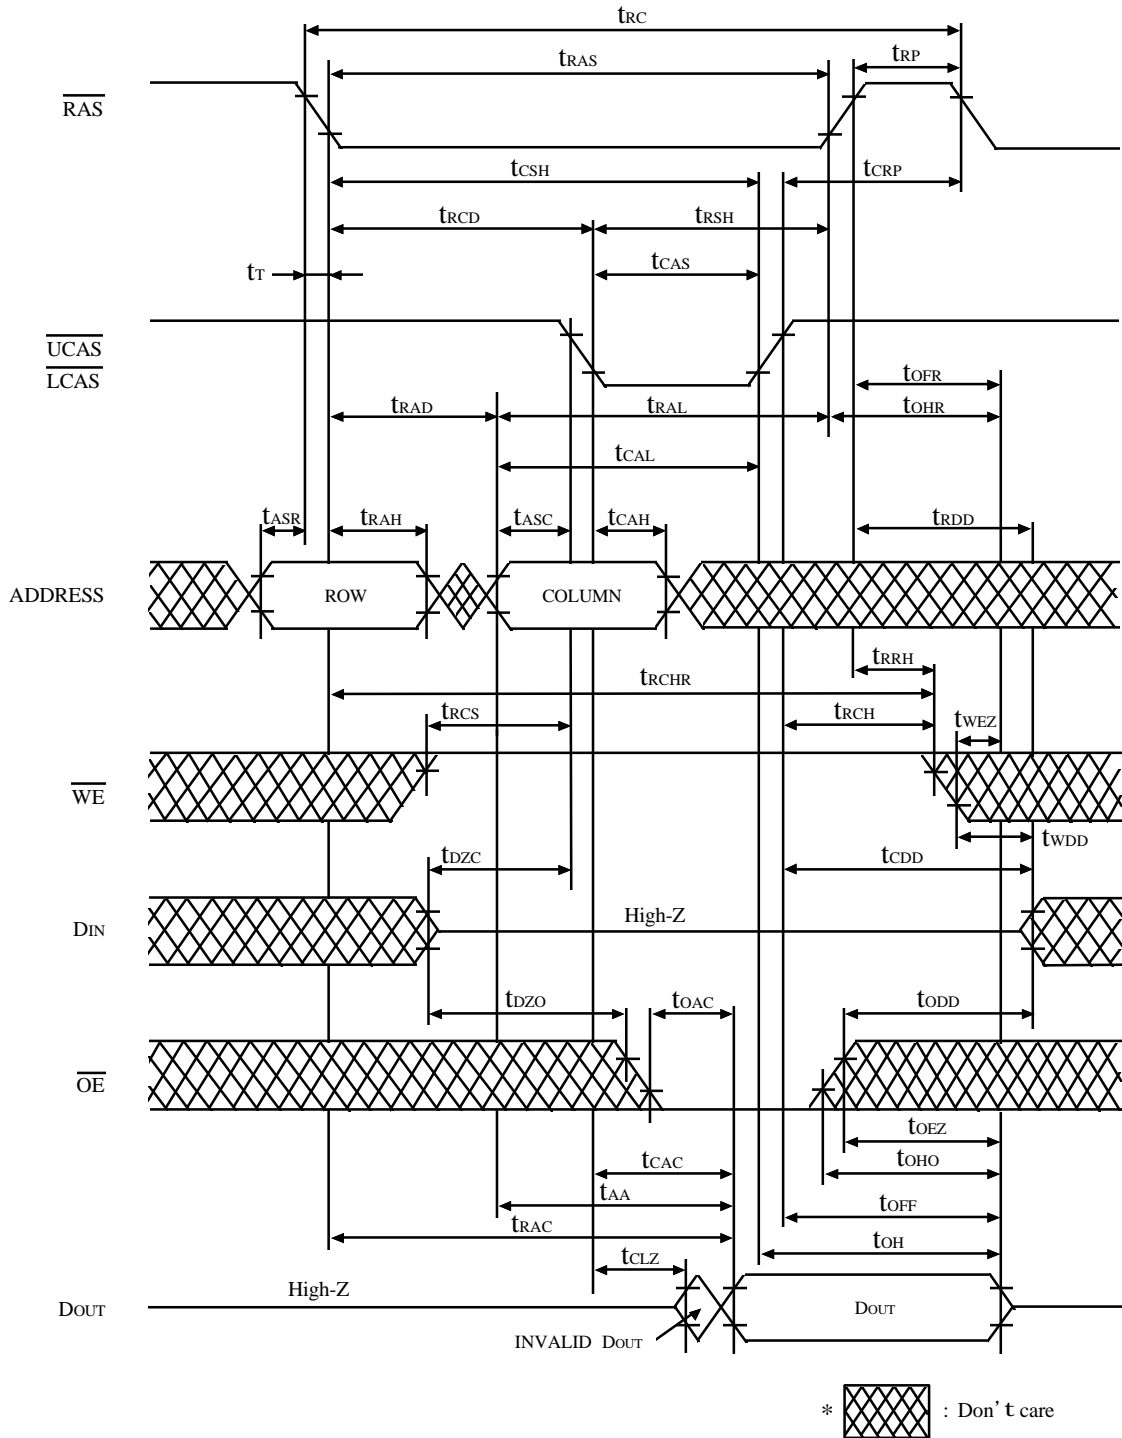 tRC
tRAS
tRP
RAS
tCSH
tCRP
tRCD
tRSH
tT
tCAS
UCAS
LCAS
tOFR
tRAD
tRAL
tOHR
tCAL
tASR
tRAH
tASC
tCAH
tRDD
ADDRESS
ROW
COLUMN
tRRH
tRCHR
tRCS
tRCH
tWEZ
WE
tWDD
tDZC
tCDD
DIN
High-Z
tDZO
tOAC
tODD
OE
tOEZ
tCAC
tOHO
tAA
tOFF
tRAC
tOH
tCLZ
High-Z
DOUT
DOUT
INVALID DOUT
* : Don't care